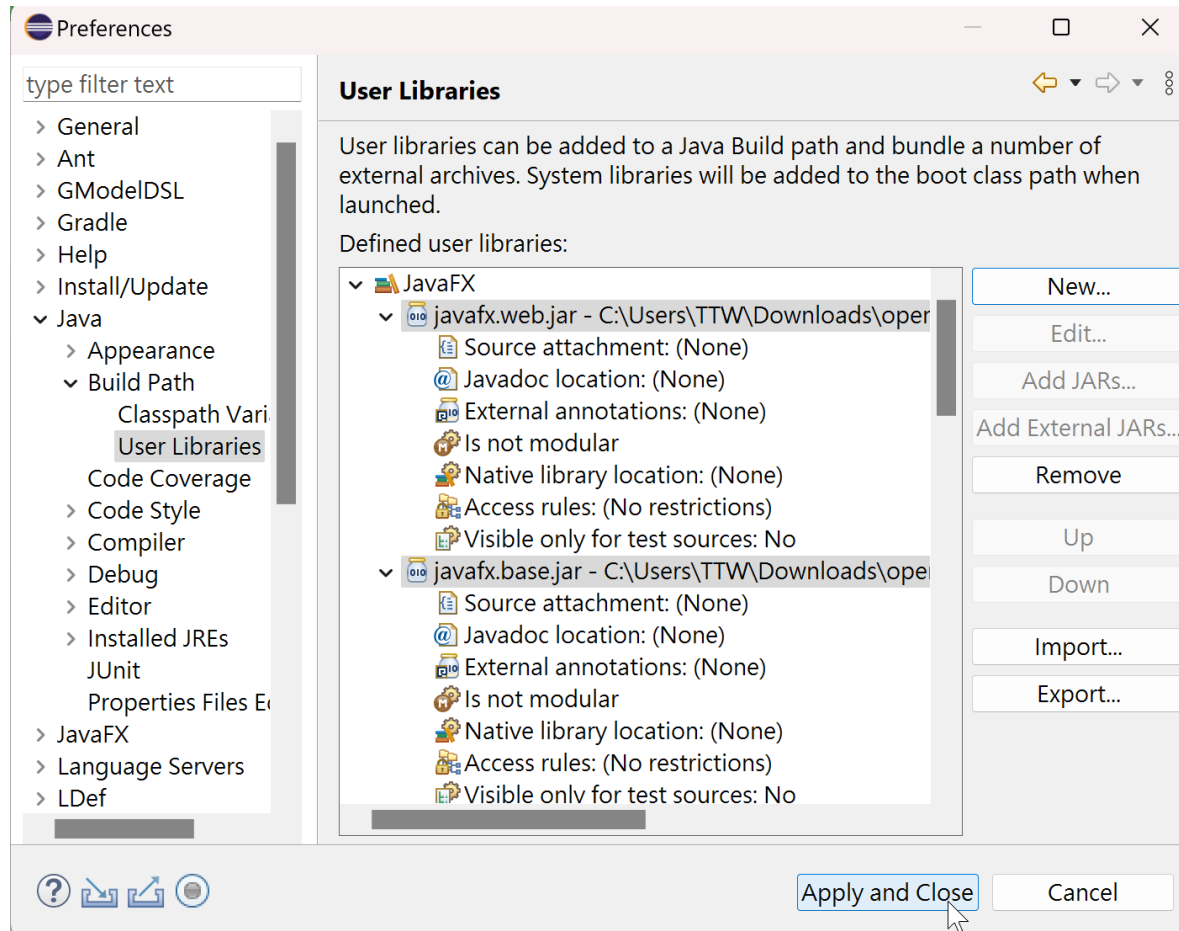 Preferences
type filter text
General
Ant
GModelDSL
Gradle
Help
Install/Update
Java
Appearance
Build Path
Classpath Vari
User Libraries
Code Coverage
Code Style
Compiler
Debug
Editor
Installed JREs
JUnit
Properties Files Ed
JavaFX
Language Servers
LDef
User Libraries
User libraries can be added to a Java Build path and bundle a number of
external archives. System libraries will be added to the boot class path when
launched.
Defined user libraries:
JavaFX
javafx.web.jar - C:\Users\TTW\Downloads\oper
Source attachment: (None)
Javadoc location: (None)
External annotations: (None)
Is not modular
Native library location: (None)
Access rules: (No restrictions)
Visible only for test sources: No
javafx.base.jar - C:\Users\TTW\Downloads\ope
Source attachment: (None)
Javadoc location: (None)
External annotations: (None)
Is not modular
Native library location: (None)
Access rules: (No restrictions)
Visible only for test sources: No
New...
Edit...
Add JARs...
Add External JARs...
Remove
Up
Down
Import...
Export...
Apply and Close
Cancel